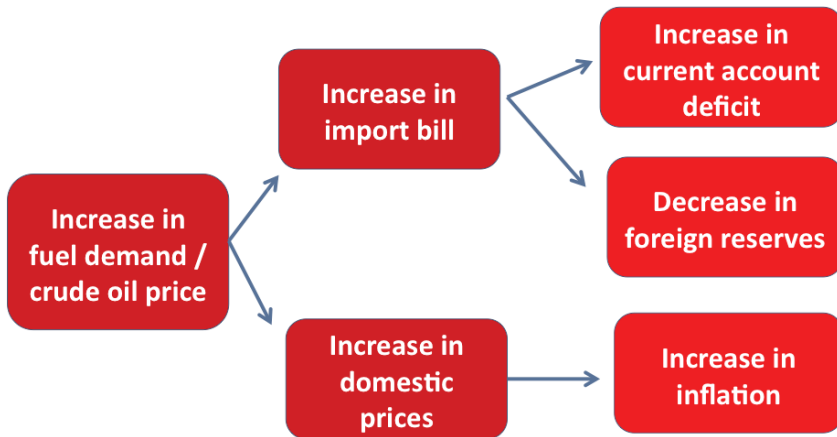 Increase in
fuel demand /
crude oil price
Increase in
import bill
Increase in
domestic
prices
Increase in
current account
deficit
Decrease in
foreign reserves
Increase in
inflation